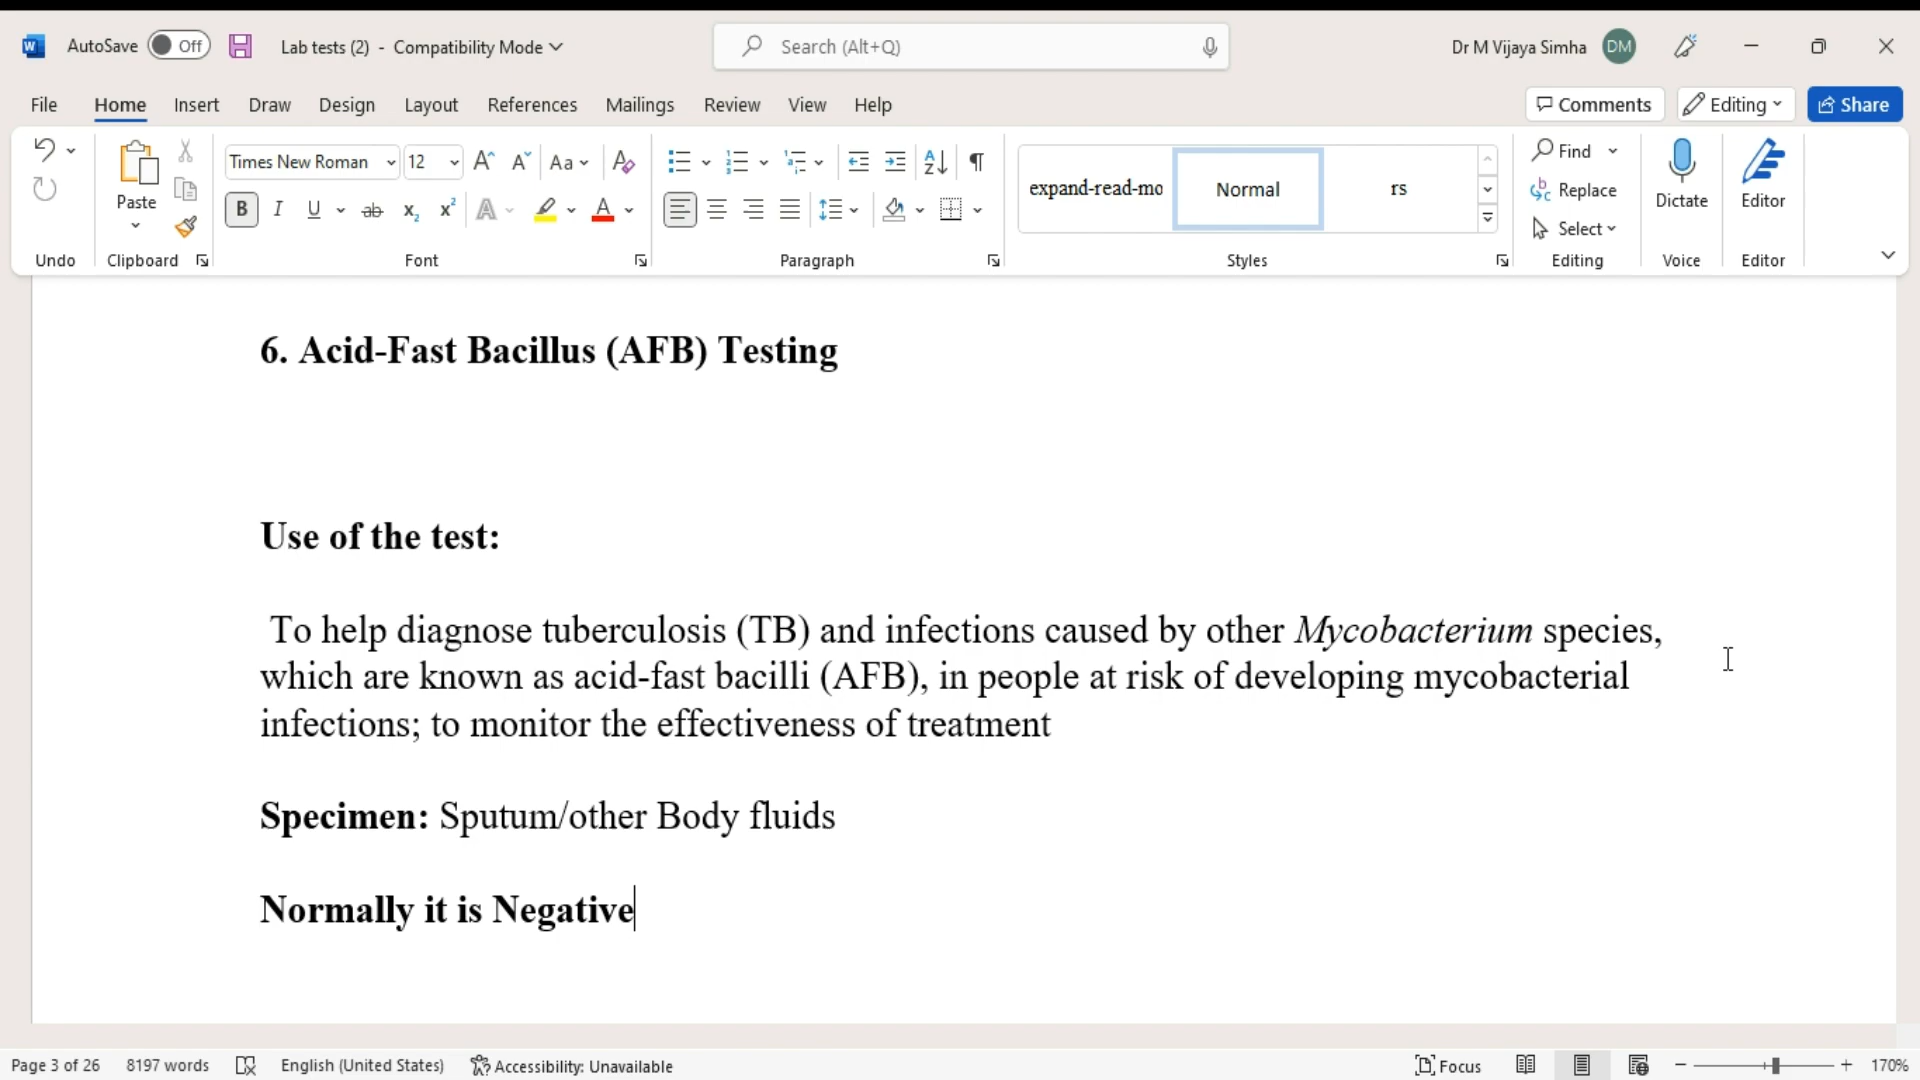 AutoSave Off Lab tests (2) - Compatibility Mode Search (Alt+Q) Dr M Vijaya Simha DM
File Home Insert Draw Design Layout References Mailings Review View Help Comments Editing Share
Paste Times New Roman 12 Aa expand-read-mo Normal rs Find Replace Select Dictate Editor
Undo Clipboard Font Paragraph Styles Editing Voice Editor
6. Acid-Fast Bacillus (AFB) Testing
Use of the test:
To help diagnose tuberculosis (TB) and infections caused by other Mycobacterium species,
which are known as acid-fast bacilli (AFB), in people at risk of developing mycobacterial
infections; to monitor the effectiveness of treatment
Specimen: Sputum/other Body fluids
Normally it is Negative
Page 3 of 26 8197 words English (United States) Accessibility: Unavailable Focus 170%